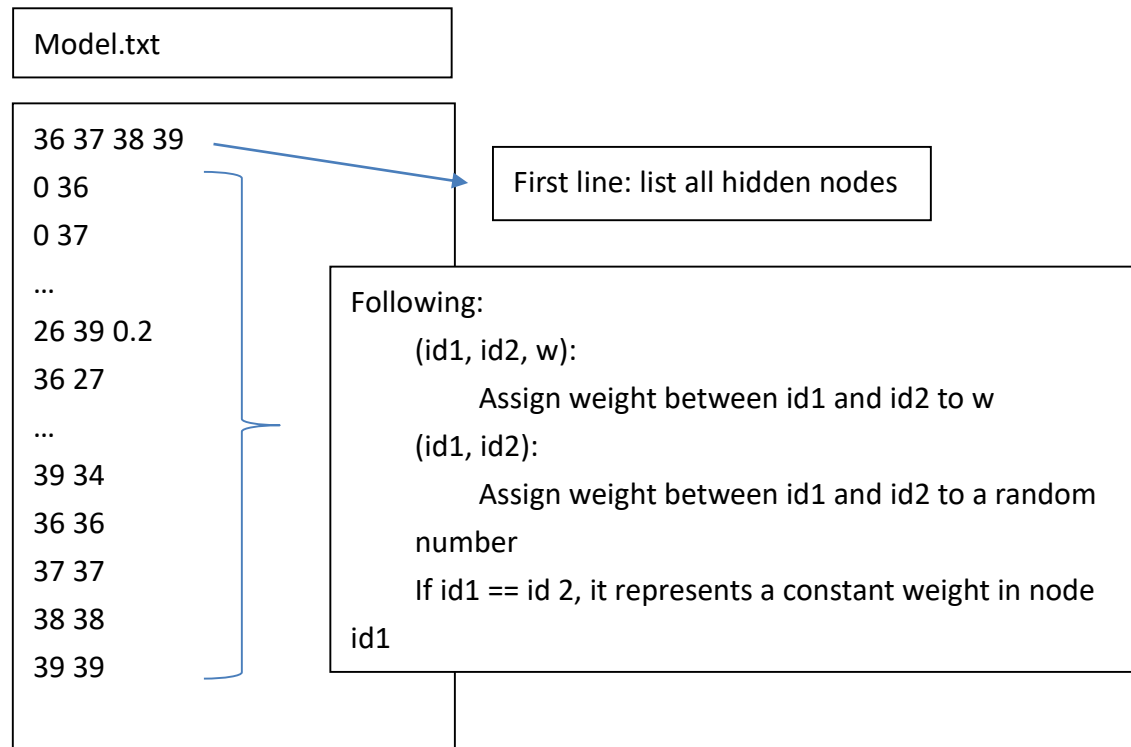 Model.txt
36 37 38 39
0 36
0 37
...
26 39 0.2
36 27
...
39 34
36 36
37 37
38 38
39 39
First line: list all hidden nodes
Following:
(id1, id2, w):
Assign weight between id1 and id2 to w
(id1, id2):
Assign weight between id1 and id2 to a random
number
If id1 == id 2, it represents a constant weight in node
id1